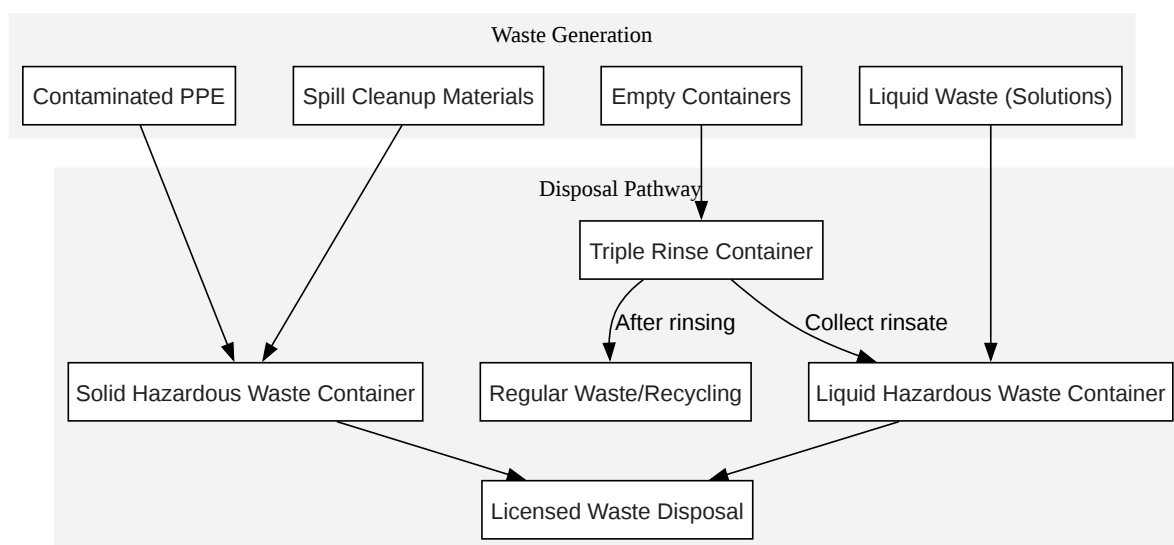 Waste Generation
Contaminated PPE
Spill Cleanup Materials
Empty Containers
Liquid Waste (Solutions)
Disposal Pathway
Triple Rinse Container
After rinsing
Collect rinsate
Solid Hazardous Waste Container
Regular Waste/Recycling
Liquid Hazardous Waste Container
Licensed Waste Disposal